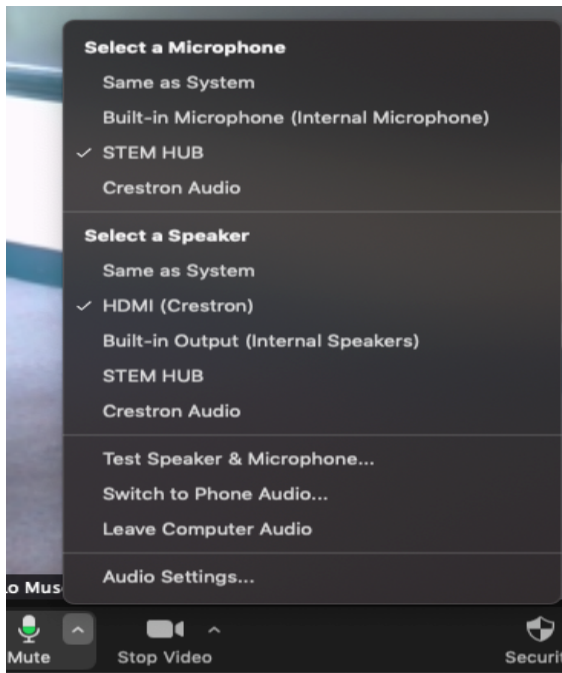 Select a Microphone
Same as System
Built-in Microphone (Internal Microphone)
✓ STEM HUB
Crestron Audio
Select a Speaker
Same as System
✓ HDMI (Crestron)
Built-in Output (Internal Speakers)
STEM HUB
Crestron Audio
Test Speaker & Microphone...
Switch to Phone Audio...
Leave Computer Audio
Audio Settings...
Mute
Stop Video